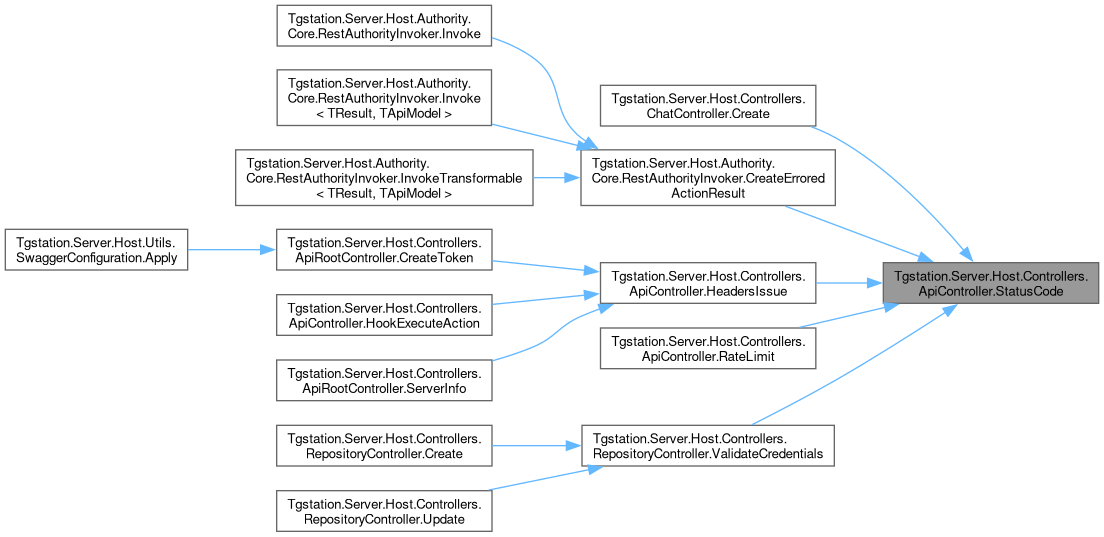 Tgstation.Server.Host.Authority.
Core.RestAuthorityInvoker.Invoke
Tgstation.Server.Host.Authority.
Core.RestAuthorityInvoker.Invoke
< TResult, TApiModel >
Tgstation.Server.Host.Controllers.
ChatController.Create
Tgstation.Server.Host.Authority.
Core.RestAuthorityInvoker.InvokeTransformable
< TResult, TApiModel >
Tgstation.Server.Host.Authority.
Core.RestAuthorityInvoker.CreateErrored
ActionResult
Tgstation.Server.Host.Utils.
SwaggerConfiguration.Apply
Tgstation.Server.Host.Controllers.
ApiRootController.CreateToken
Tgstation.Server.Host.Controllers.
ApiController.HeadersIssue
Tgstation.Server.Host.Controllers.
ApiController.StatusCode
Tgstation.Server.Host.Controllers.
ApiController.HookExecuteAction
Tgstation.Server.Host.Controllers.
ApiController.RateLimit
Tgstation.Server.Host.Controllers.
ApiRootController.ServerInfo
Tgstation.Server.Host.Controllers.
RepositoryController.Create
Tgstation.Server.Host.Controllers.
RepositoryController.ValidateCredentials
Tgstation.Server.Host.Controllers.
RepositoryController.Update